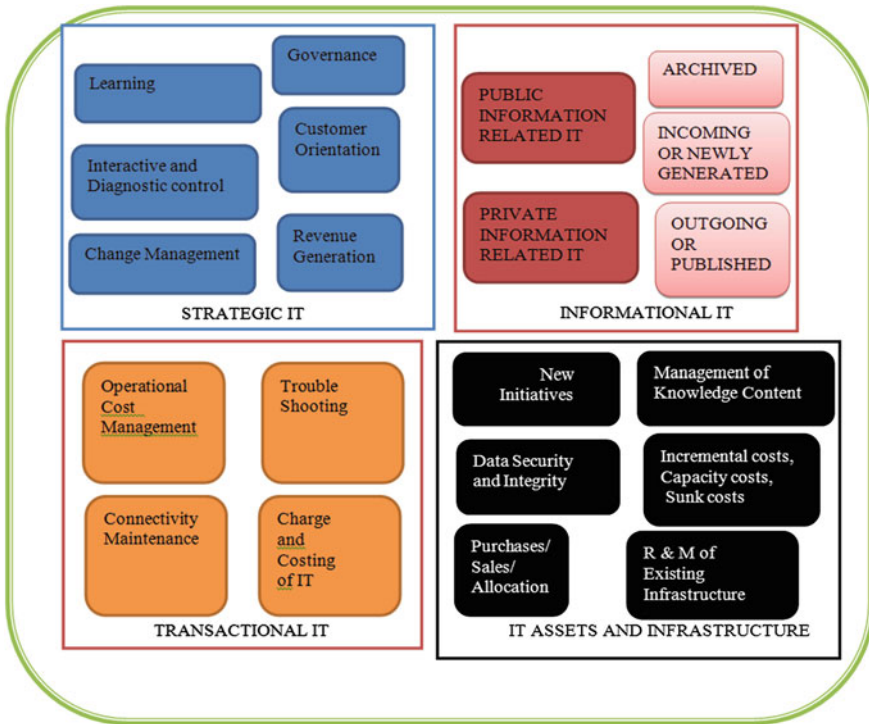 Learning
Governance
Interactive and
Diagnostic control
Customer
Orientation
Change Management
Revenue
Generation
STRATEGIC IT
PUBLIC
INFORMATION
RELATED IT
ARCHIVED
INCOMING
OR NEWLY
GENERATED
PRIVATE
INFORMATION
RELATED IT
OUTGOING
OR
PUBLISHED
INFORMATIONAL IT
Operational
Cost
Management
Trouble
Shooting
Connectivity
Maintenance
Charge
and
Costing
of IT
TRANSACTIONAL IT
New
Initiatives
Management of
Knowledge Content
Data Security
and Integrity
Incremental costs,
Capacity costs,
Sunk costs
Purchases/
Sales/
Allocation
R & M of
Existing
Infrastructure
IT ASSETS AND INFRASTRUCTURE